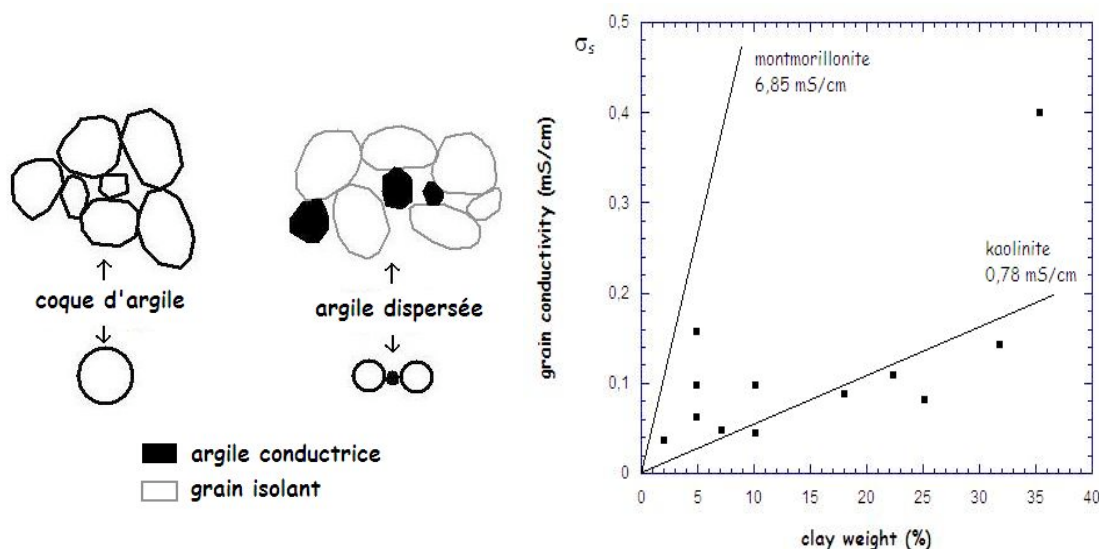 coque d'argile
argile dispersée
argile conductrice
grain isolant
σs
grain conductivity (mS/cm)
0,5
0,4
0,3
0,2
0,1
0
montmorillonite
6,85 mS/cm
kaolinite
0,78 mS/cm
0 5 10 15 20 25 30 35 40
clay weight (%)